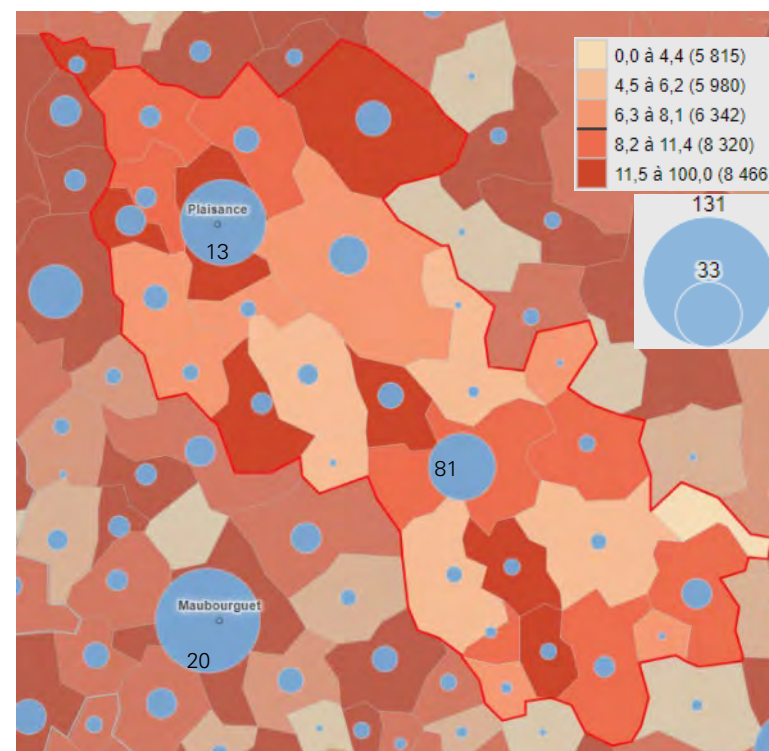 0,0 à 4,4 (5 815)
4,5 à 6,2 (5 980)
6,3 à 8,1 (6 342)
8,2 à 11,4 (8 320)
11,5 à 100,0 (8 466
131
33
Plaisance
13
81
Maubourguet
20